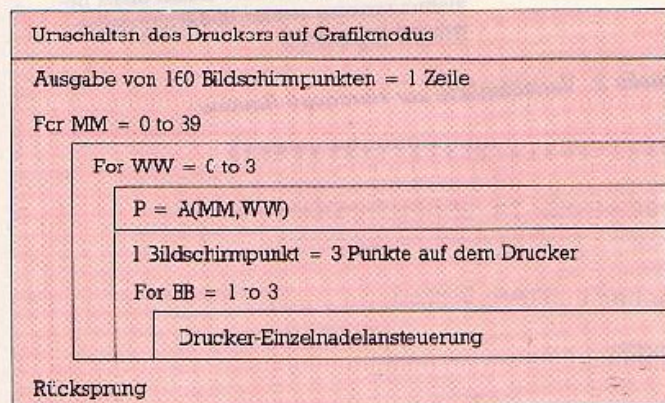 Umschalten des Druckers auf Grafikmodus
Ausgabe von 160 Bildschirmpunkten = 1 Zeile
For MM = 0 to 39
For WW = 0 to 3
P = A(MM,WW)
1 Bildschirmpunkt = 3 Punkte auf dem Drucker
For BB = 1 to 3
Drucker-Einzelnadelansteuerung
Rücksprung